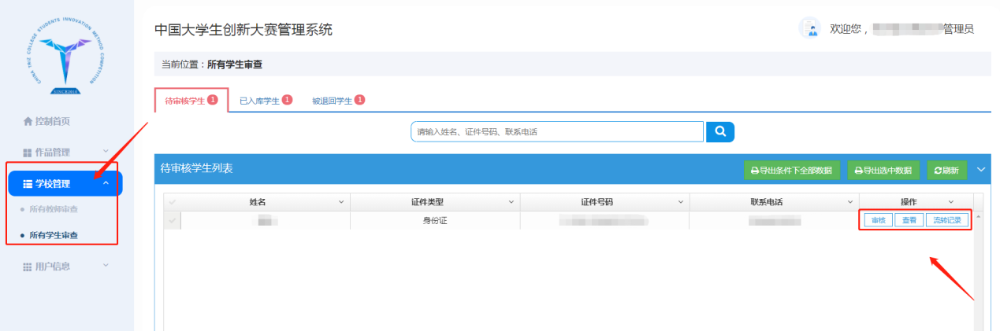 CHINA TRIZ COLLEGE STUDENTS INNOVATION METHOD COMPETITION
中国大学生创新大赛管理系统
欢迎您，
管理员
当前位置：所有学生审查
待审核学生 1
已入库学生 1
被退回学生 1
控制首页
请输入姓名、证件号码、联系电话
作品管理
待审核学生列表
导出条件下全部数据
导出选中数据
刷新
学校管理
姓名
证件类型
证件号码
联系电话
操作
所有教师审查
身份证
审核
查看
流转记录
所有学生审查
用户信息